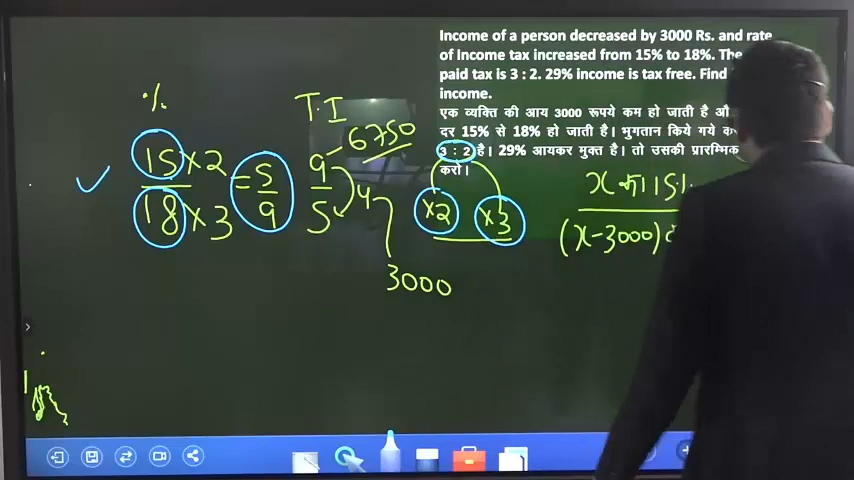 Income of a person decreased by 3000 Rs. and rate
of income tax increased from 15% to 18%. The
paid tax is 3 : 2. 29% income is tax free. Find
income.
एक व्यक्ति की आय 3000 रूपये कम हो जाती है औ
दर 15% से 18% हो जाती है। भुगतान किये गये क
3 : 2 है। 29% आयकर मुक्त है। तो उसकी प्रारम्भिक
करो।
%
T.I
15×2
18×3
= 5/9
9 - 6750
5
4
3000
×2 ×3
x का 15%
(x-3000)